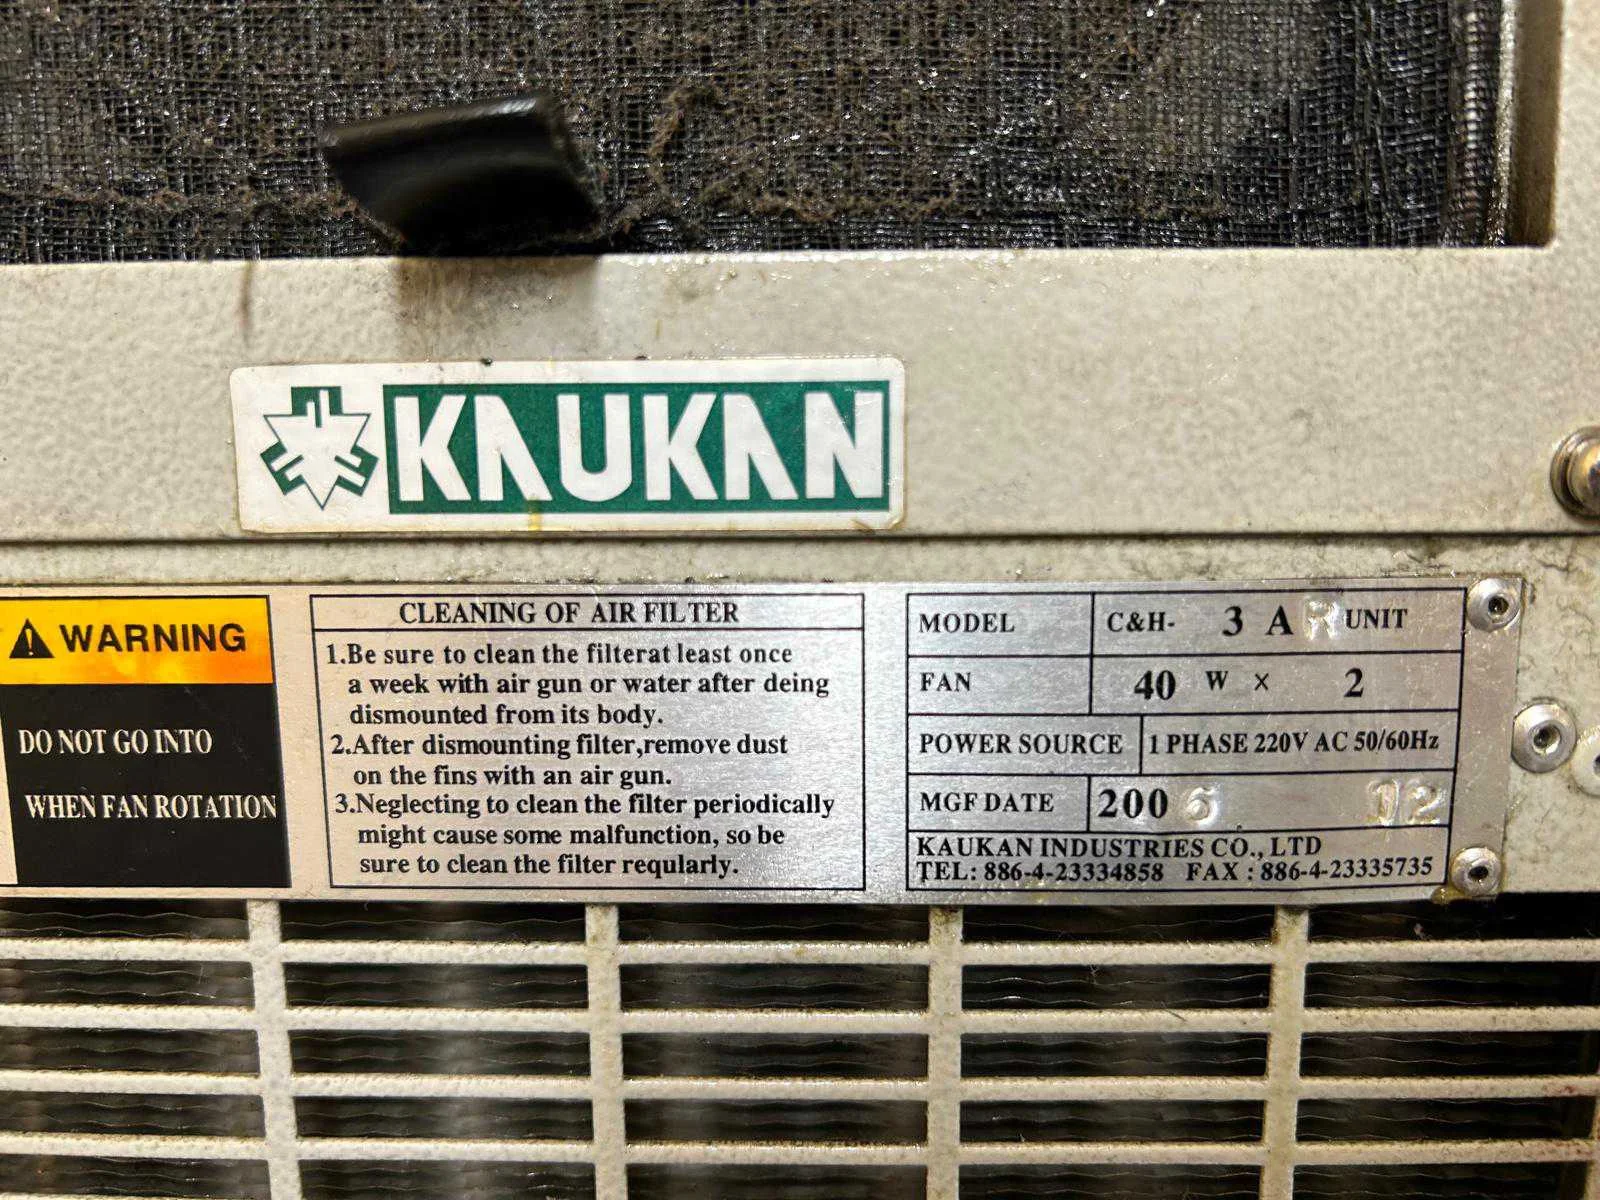 KAUKAN
WARNING
DO NOT GO INTO
WHEN FAN ROTATION
CLEANING OF AIR FILTER
1.Be sure to clean the filterat least once
a week with air gun or water after deing
dismounted from its body.
2.After dismounting filter,remove dust
on the fins with an air gun.
3.Neglecting to clean the filter periodically
might cause some malfunction, so be
sure to clean the filter reqularly.
MODEL C&H- 3 A R UNIT
FAN 40 W × 2
POWER SOURCE 1 PHASE 220V AC 50/60Hz
MGF DATE 200 12
KAUKAN INDUSTRIES CO., LTD
TEL: 886-4-23334858 FAX : 886-4-23335735